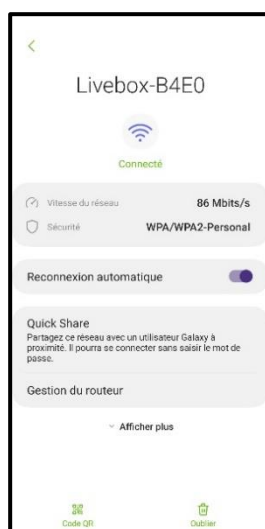 Livebox-B4E0
Connecté
Vitesse du réseau 86 Mbits/s
Sécurité WPA/WPA2-Personal
Reconnexion automatique
Quick Share
Partagez ce réseau avec un utilisateur Galaxy à
proximité. Il pourra se connecter sans saisir le mot de
passe.
Gestion du routeur
Afficher plus
Code QR Oublier